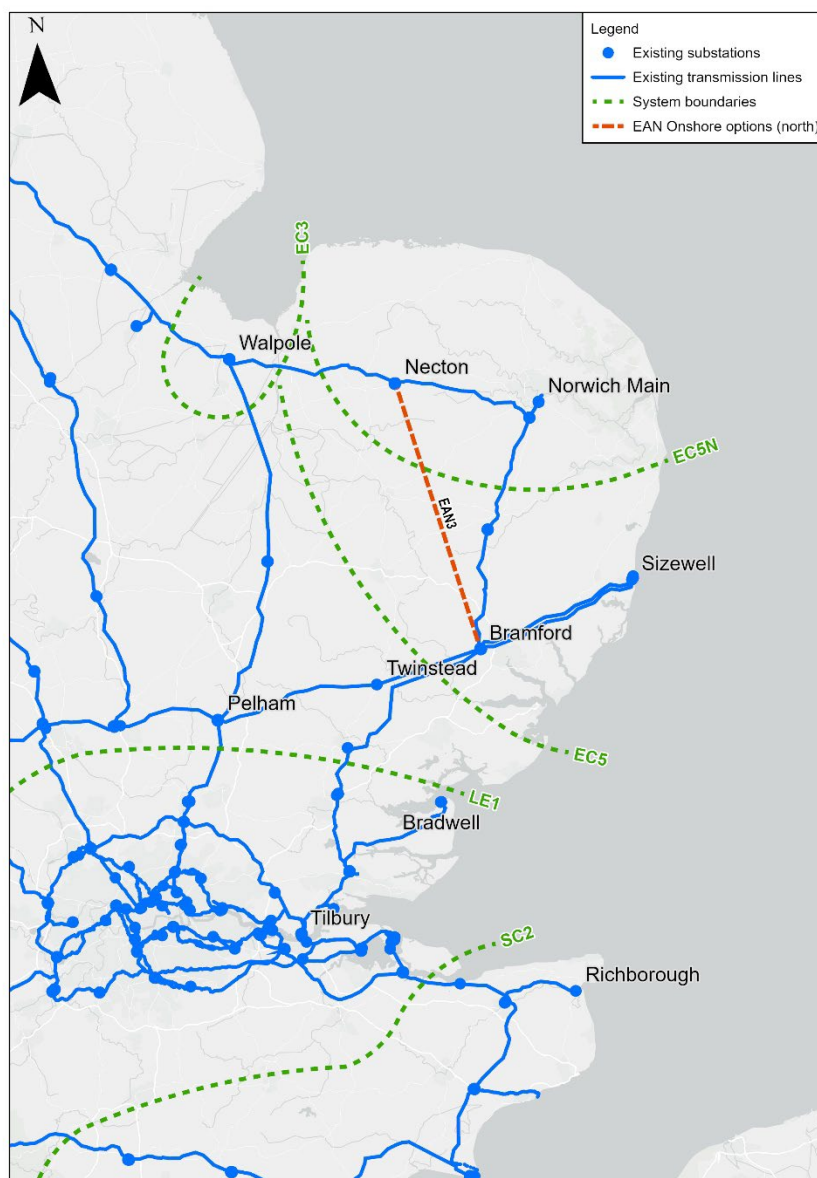 N
Legend
Existing substations
Existing transmission lines
System boundaries
EAN Onshore options (north)
EC3
Walpole
Necton
Norwich Main
EC5N
EAN3
Sizewell
Bramford
Twinstead
Pelham
EC5
LE1
Bradwell
Tilbury
SC2
Richborough